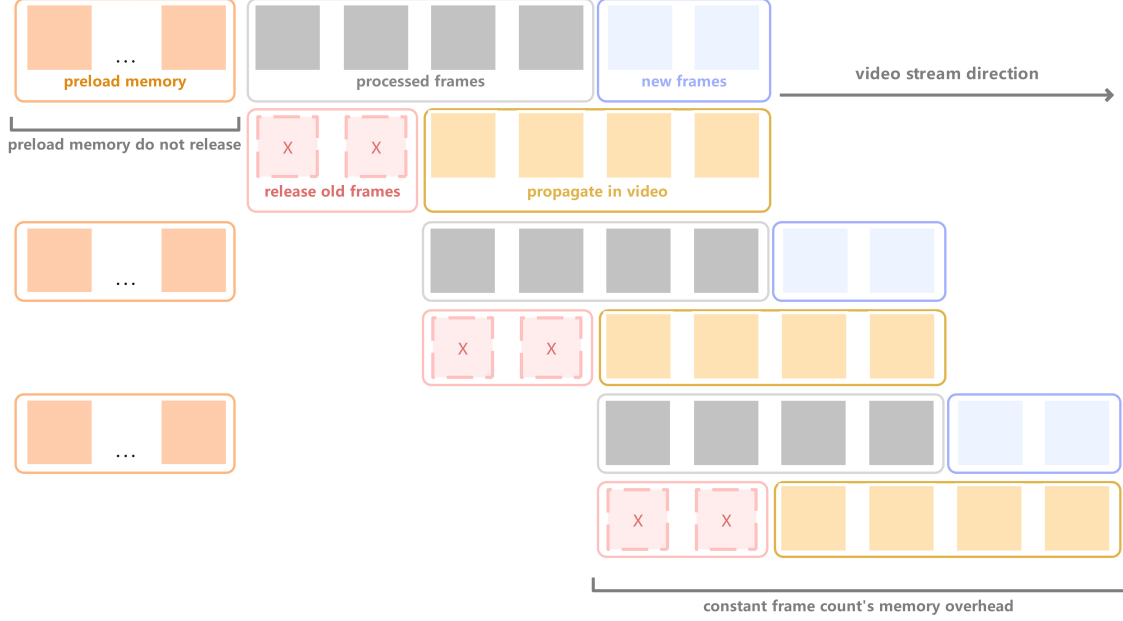 ...
preload memory
processed frames
new frames
video stream direction
preload memory do not release
X X
release old frames
propagate in video
...
X X
...
X X
constant frame count's memory overhead